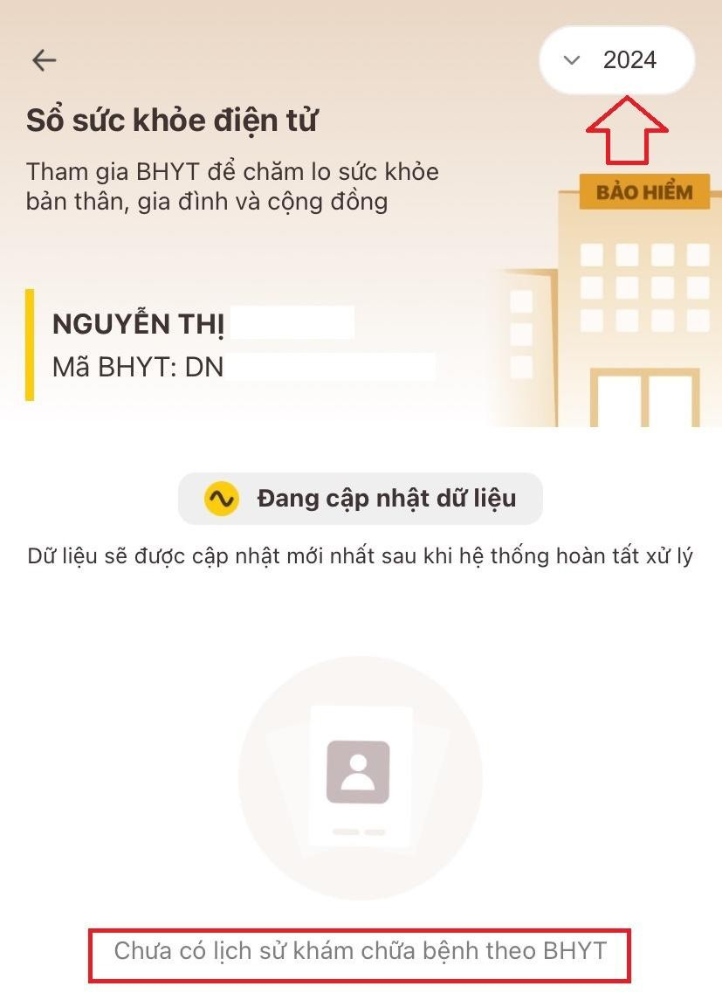 2024
Sổ sức khỏe điện tử
Tham gia BHYT để chăm lo sức khỏe
bản thân, gia đình và cộng đồng
BẢO HIỂM
NGUYỄN THỊ
Mã BHYT: DN
Đang cập nhật dữ liệu
Dữ liệu sẽ được cập nhật mới nhất sau khi hệ thống hoàn tất xử lý
Chưa có lịch sử khám chữa bệnh theo BHYT